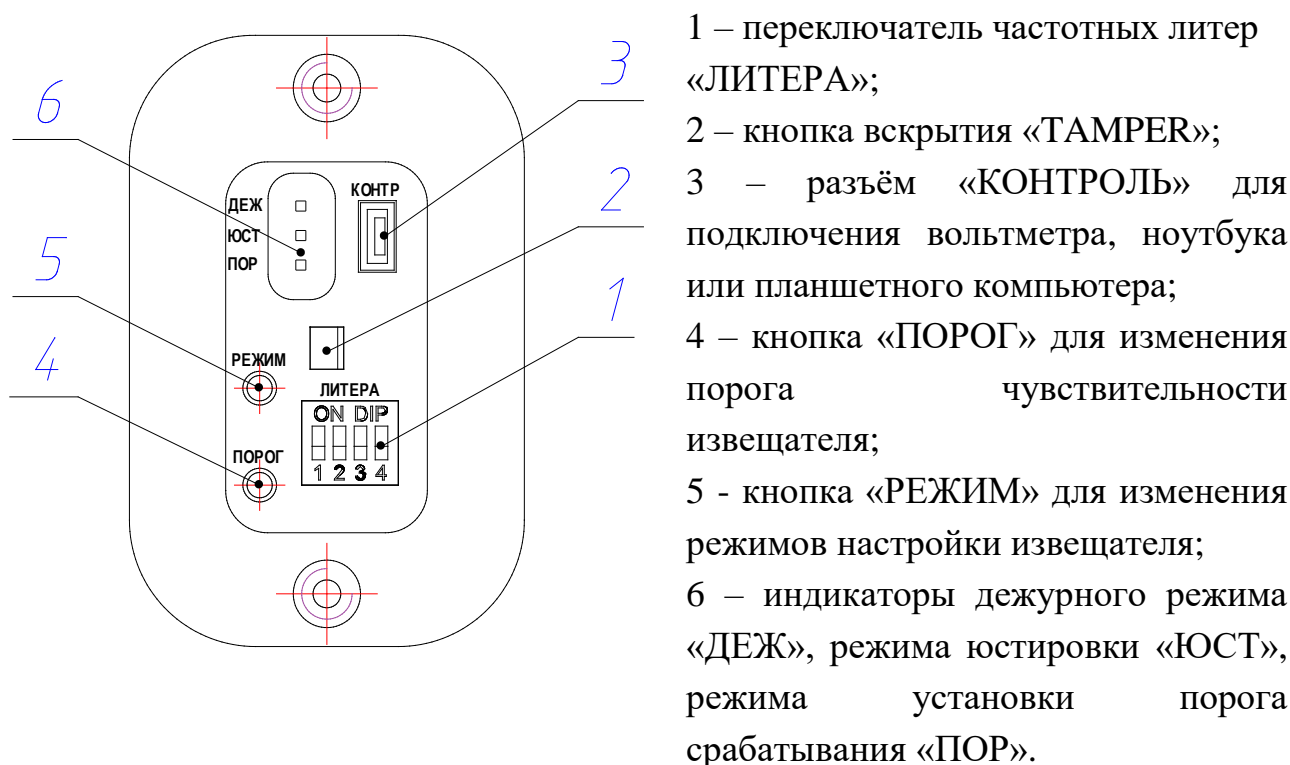 6
3
2
5
4
1
КОНТР
ДЕЖ
ЮСТ
ПОР
РЕЖИМ
ЛИТЕРА
ON DIP
1 2 3 4
ПОРОГ
1 – переключатель частотных литер
«ЛИТЕРА»;
2 – кнопка вскрытия «TAMPER»;
3 – разъём «КОНТРОЛЬ» для
подключения вольтметра, ноутбука
или планшетного компьютера;
4 – кнопка «ПОРОГ» для изменения
порога чувствительности
извещателя;
5 - кнопка «РЕЖИМ» для изменения
режимов настройки извещателя;
6 – индикаторы дежурного режима
«ДЕЖ», режима юстировки «ЮСТ»,
режима установки порога
срабатывания «ПОР».